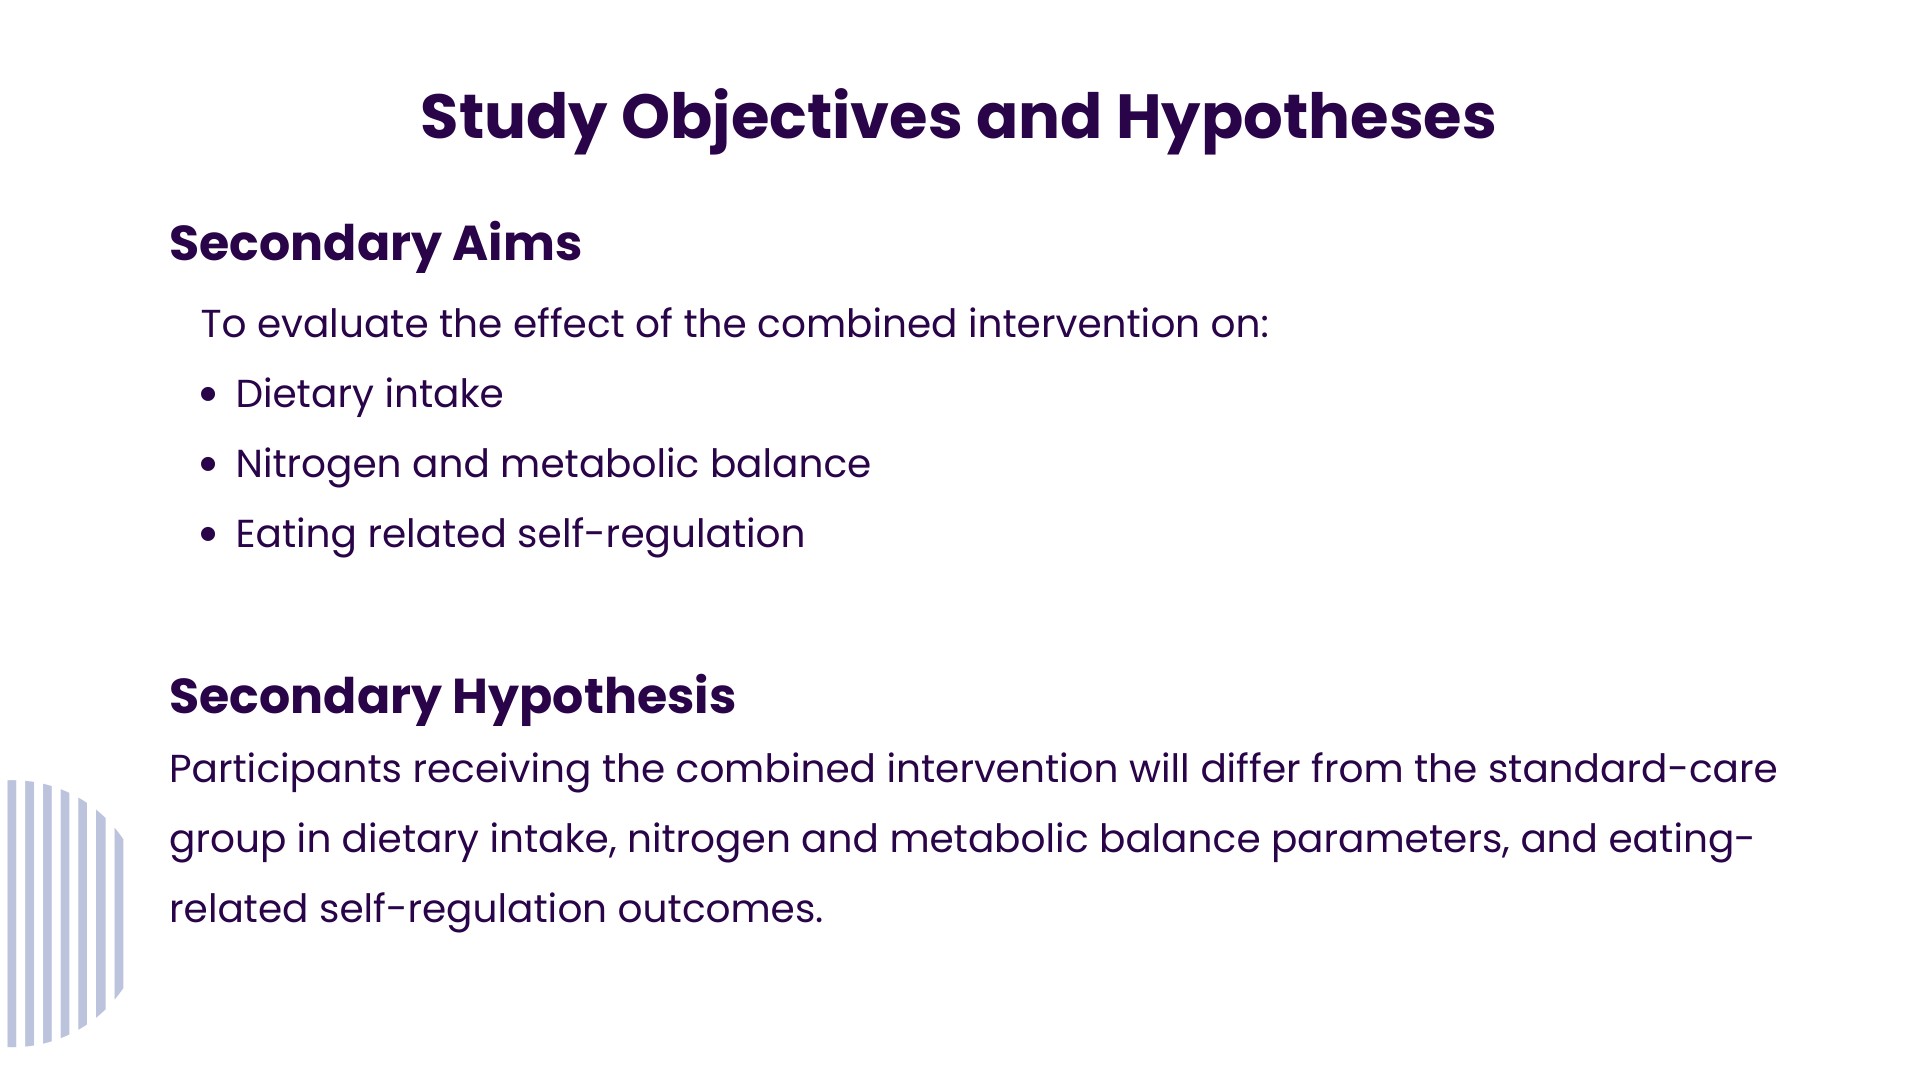 Study Objectives and Hypotheses
Secondary Aims
To evaluate the effect of the combined intervention on:
• Dietary intake
• Nitrogen and metabolic balance
• Eating related self-regulation
Secondary Hypothesis
Participants receiving the combined intervention will differ from the standard-care
group in dietary intake, nitrogen and metabolic balance parameters, and eating-
related self-regulation outcomes.